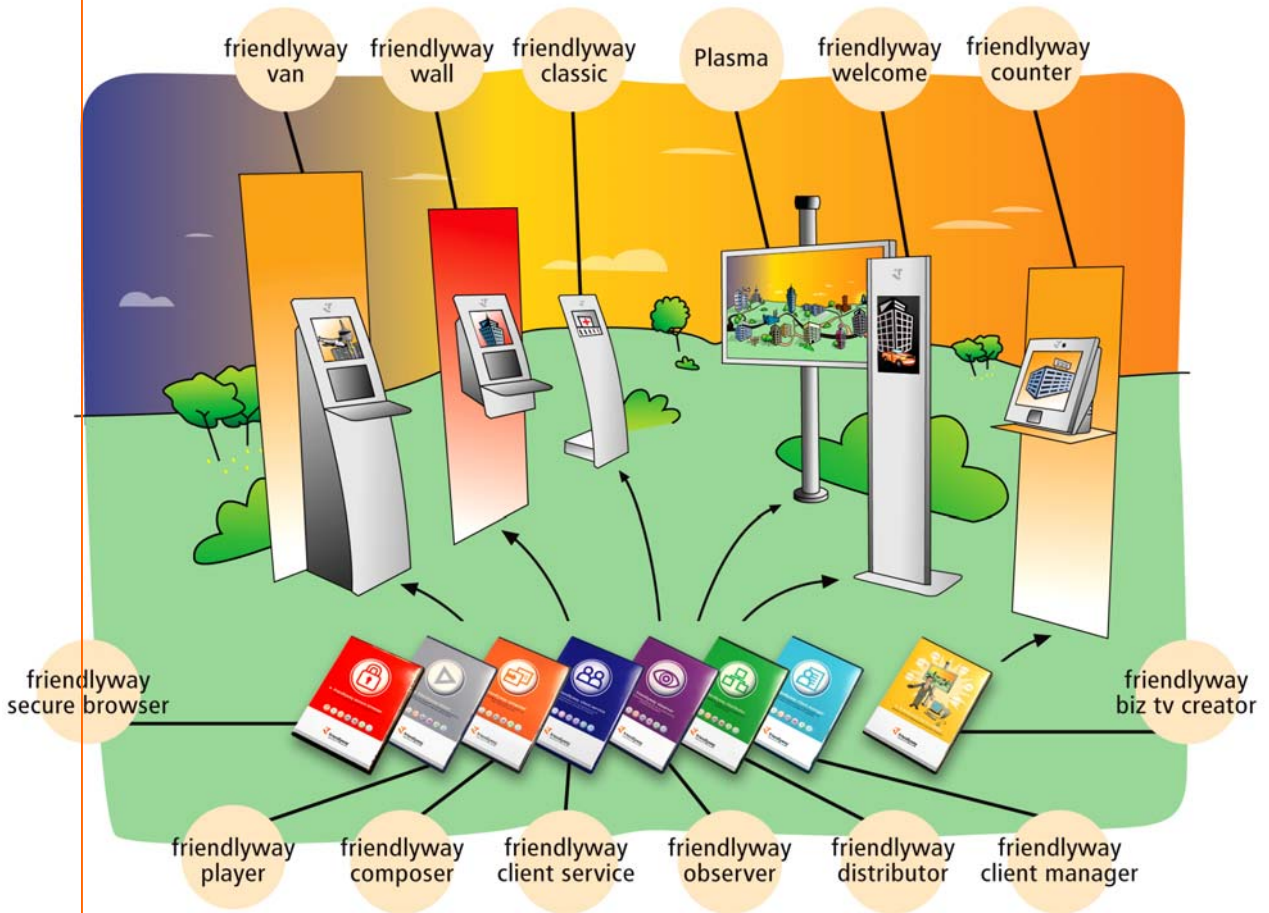 friendlyway
van
friendlyway
wall
friendlyway
classic
Plasma
friendlyway
welcome
friendlyway
counter
friendlyway
secure browser
friendlyway
biz tv creator
friendlyway
player
friendlyway
composer
friendlyway
client service
friendlyway
observer
friendlyway
distributor
friendlyway
client manager